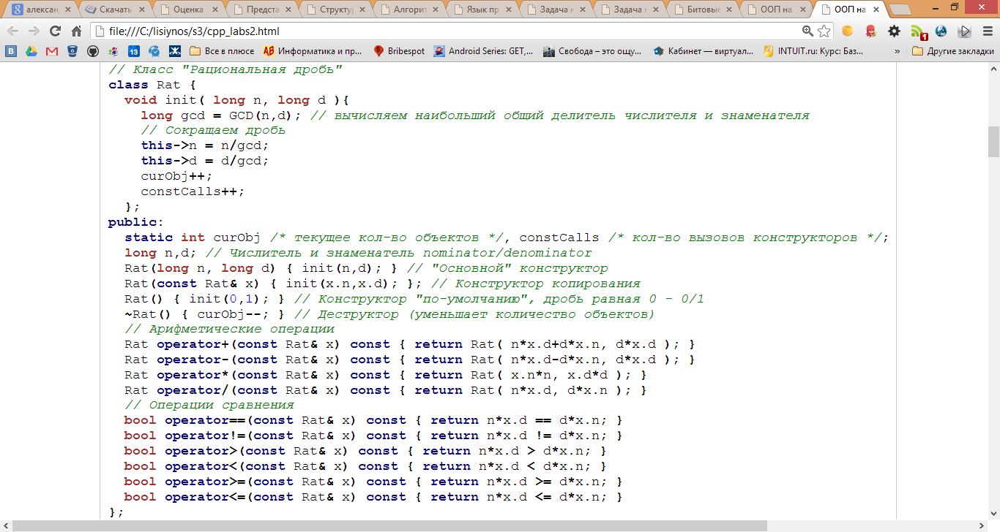 алексан, Скачать Оценка Предста Структур Алгорит Язык пр Задача н Задача н Битовые ООП на ООП на
file:///C:/lisiynos/s3/cpp_labs2.html
Все в плюсе Информатика и пр... Bribespot Android Series: GET,... Свобода – это ощу... Кабинет — виртуал... INTUIT.ru: Курс: Баз... » Другие закладки
// Класс "Рациональная дробь"
class Rat {
  void init( long n, long d ){
    long gcd = GCD(n,d); // вычисляем наибольший общий делитель числителя и знаменателя
    // Сокращаем дробь
    this->n = n/gcd;
    this->d = d/gcd;
    curObj++;
    constCalls++;
  };
public:
  static int curObj /* текущее кол-во объектов */, constCalls /* кол-во вызовов конструкторов */;
  long n,d; // Числитель и знаменатель nominator/denominator
  Rat(long n, long d) { init(n,d); } // "Основной" конструктор
  Rat(const Rat& x) { init(x.n,x.d); }; // Конструктор копирования
  Rat() { init(0,1); } // Конструктор "по-умолчанию", дробь равная 0 - 0/1
  ~Rat() { curObj--; } // Деструктор (уменьшает количество объектов)
  // Арифметические операции
  Rat operator+(const Rat& x) const { return Rat( n*x.d+d*x.n, d*x.d ); }
  Rat operator-(const Rat& x) const { return Rat( n*x.d-d*x.n, d*x.d ); }
  Rat operator*(const Rat& x) const { return Rat( x.n*n, x.d*d ); }
  Rat operator/(const Rat& x) const { return Rat( n*x.d, d*x.n ); }
  // Операции сравнения
  bool operator==(const Rat& x) const { return n*x.d == d*x.n; }
  bool operator!=(const Rat& x) const { return n*x.d != d*x.n; }
  bool operator>(const Rat& x) const { return n*x.d > d*x.n; }
  bool operator<(const Rat& x) const { return n*x.d < d*x.n; }
  bool operator>=(const Rat& x) const { return n*x.d >= d*x.n; }
  bool operator<=(const Rat& x) const { return n*x.d <= d*x.n; }
};